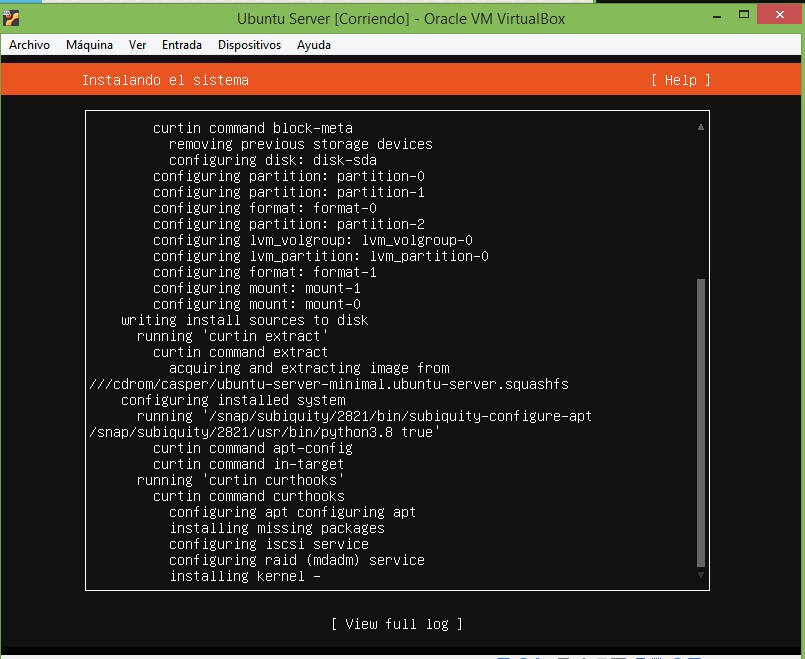 Ubuntu Server [Corriendo] - Oracle VM VirtualBox
Archivo Máquina Ver Entrada Dispositivos Ayuda
Instalando el sistema [ Help ]
curtin command block-meta
removing previous storage devices
configuring disk: disk-sda
configuring partition: partition-0
configuring partition: partition-1
configuring format: format-0
configuring partition: partition-2
configuring lvm_volgroup: lvm_volgroup-0
configuring lvm_partition: lvm_partition-0
configuring format: format-1
configuring mount: mount-1
configuring mount: mount-0
writing install sources to disk
running 'curtin extract'
curtin command extract
acquiring and extracting image from
///cdrom/casper/ubuntu-server-minimal.ubuntu-server.squashfs
configuring installed system
running '/snap/subiquity/2821/bin/subiquity-configure-apt
/snap/subiquity/2821/usr/bin/python3.8 true'
curtin command apt-config
curtin command in-target
running 'curtin curthooks'
curtin command curthooks
configuring apt configuring apt
installing missing packages
configuring iscsi service
configuring raid (mdadm) service
installing kernel -
[ View full log ]